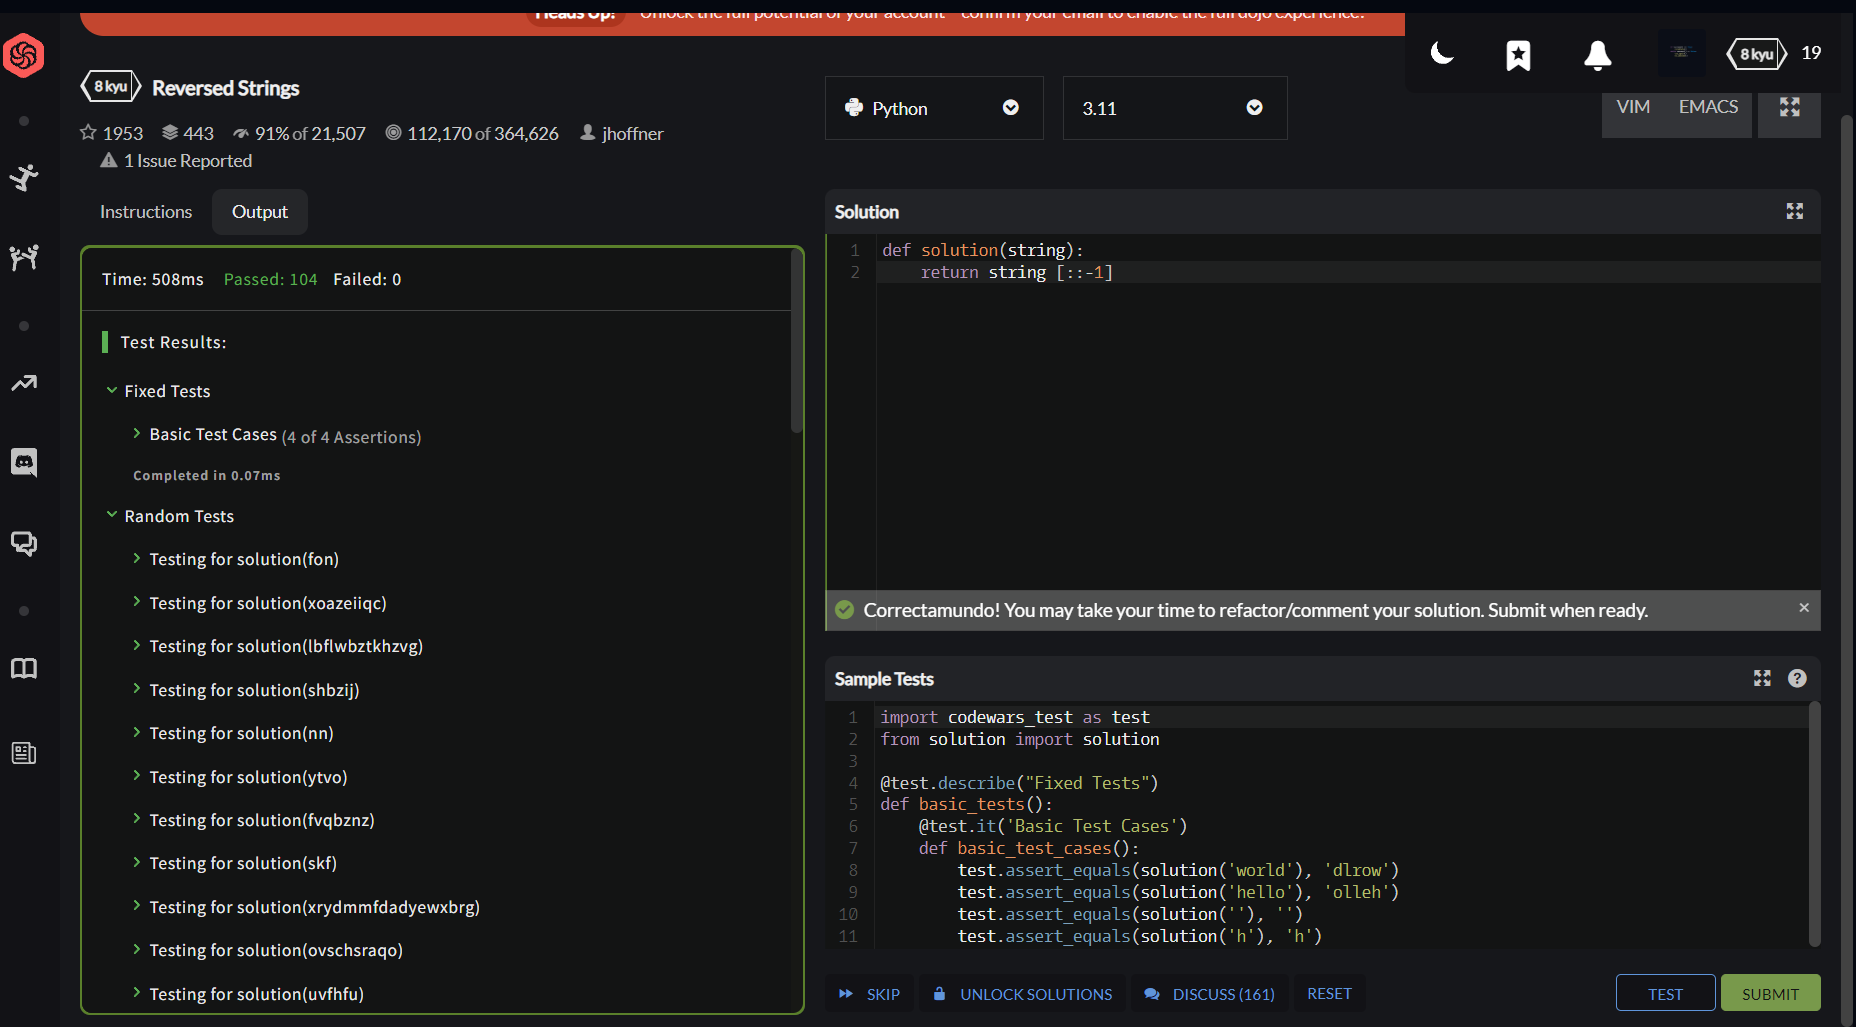 Heads Up! Unlock the full potential of your account - confirm your email to enable the full dojo experience!
8 kyu 19
8 kyu Reversed Strings
1953 443 91% of 21,507 112,170 of 364,626 jhoffner
1 Issue Reported
Python 3.11 VIM EMACS
Instructions Output
Time: 508ms Passed: 104 Failed: 0
Test Results:
Fixed Tests
Basic Test Cases (4 of 4 Assertions)
Completed in 0.07ms
Random Tests
Testing for solution(fon)
Testing for solution(xoazeiiqc)
Testing for solution(lbflwbztkhzvg)
Testing for solution(shbzij)
Testing for solution(nn)
Testing for solution(ytvo)
Testing for solution(fvqbznz)
Testing for solution(skf)
Testing for solution(xrydmmfdadyewxbrg)
Testing for solution(ovschsraqo)
Testing for solution(uvfhfu)
Solution
1 def solution(string):
2     return string [::-1]
Correctamundo! You may take your time to refactor/comment your solution. Submit when ready. ×
Sample Tests ?
1 import codewars_test as test
2 from solution import solution
3
4 @test.describe("Fixed Tests")
5 def basic_tests():
6     @test.it('Basic Test Cases')
7     def basic_test_cases():
8         test.assert_equals(solution('world'), 'dlrow')
9         test.assert_equals(solution('hello'), 'olleh')
10         test.assert_equals(solution(''), '')
11         test.assert_equals(solution('h'), 'h')
SKIP UNLOCK SOLUTIONS DISCUSS (161) RESET TEST SUBMIT